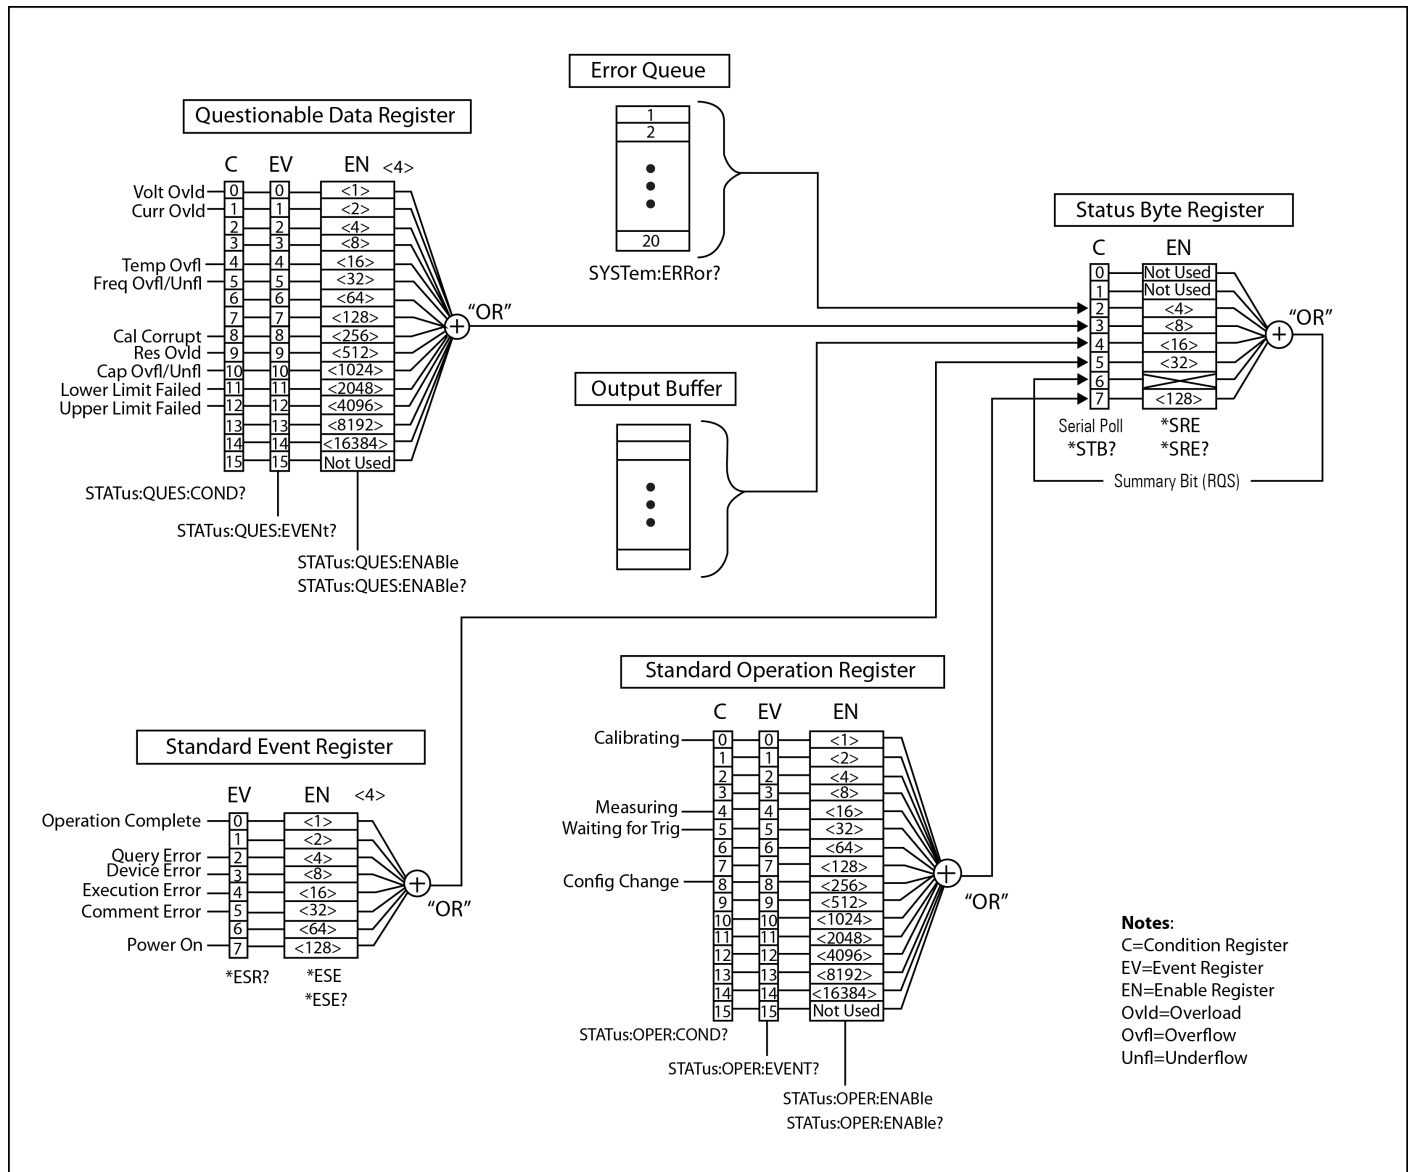 Error Queue
1
2
20
SYSTem:ERRor?
Questionable Data Register
C EV EN <4>
Volt Ovld 0 0 <1>
Curr Ovld 1 1 <2>
2 2 <4>
3 3 <8>
Temp Ovfl 4 4 <16>
Freq Ovfl/Unfl 5 5 <32>
6 6 <64>
7 7 <128>
Cal Corrupt 8 8 <256>
Res Ovld 9 9 <512>
Cap Ovfl/Unfl 10 10 <1024>
Lower Limit Failed 11 11 <2048>
Upper Limit Failed 12 12 <4096>
13 13 <8192>
14 14 <16384>
15 15 Not Used
"OR"
STATus:QUES:COND?
STATus:QUES:EVENt?
STATus:QUES:ENABle
STATus:QUES:ENABle?
Output Buffer
Status Byte Register
C EN
0 Not Used
1 Not Used
2 <4>
3 <8>
4 <16>
5 <32>
6
7 <128>
"OR"
Serial Poll *SRE
*STB? *SRE?
Summary Bit (RQS)
Standard Event Register
EV EN <4>
Operation Complete 0 <1>
1 <2>
Query Error 2 <4>
Device Error 3 <8>
Execution Error 4 <16>
Comment Error 5 <32>
6 <64>
Power On 7 <128>
"OR"
*ESR? *ESE
*ESE?
Standard Operation Register
C EV EN
Calibrating 0 0 <1>
1 1 <2>
2 2 <4>
3 3 <8>
Measuring 4 4 <16>
Waiting for Trig 5 5 <32>
6 6 <64>
7 7 <128>
Config Change 8 8 <256>
9 9 <512>
10 10 <1024>
11 11 <2048>
12 12 <4096>
13 13 <8192>
14 14 <16384>
15 15 Not Used
"OR"
STATus:OPER:COND?
STATus:OPER:EVENT?
STATus:OPER:ENABle
STATus:OPER:ENABle?
Notes:
C=Condition Register
EV=Event Register
EN=Enable Register
Ovld=Overload
Ovfl=Overflow
Unfl=Underflow